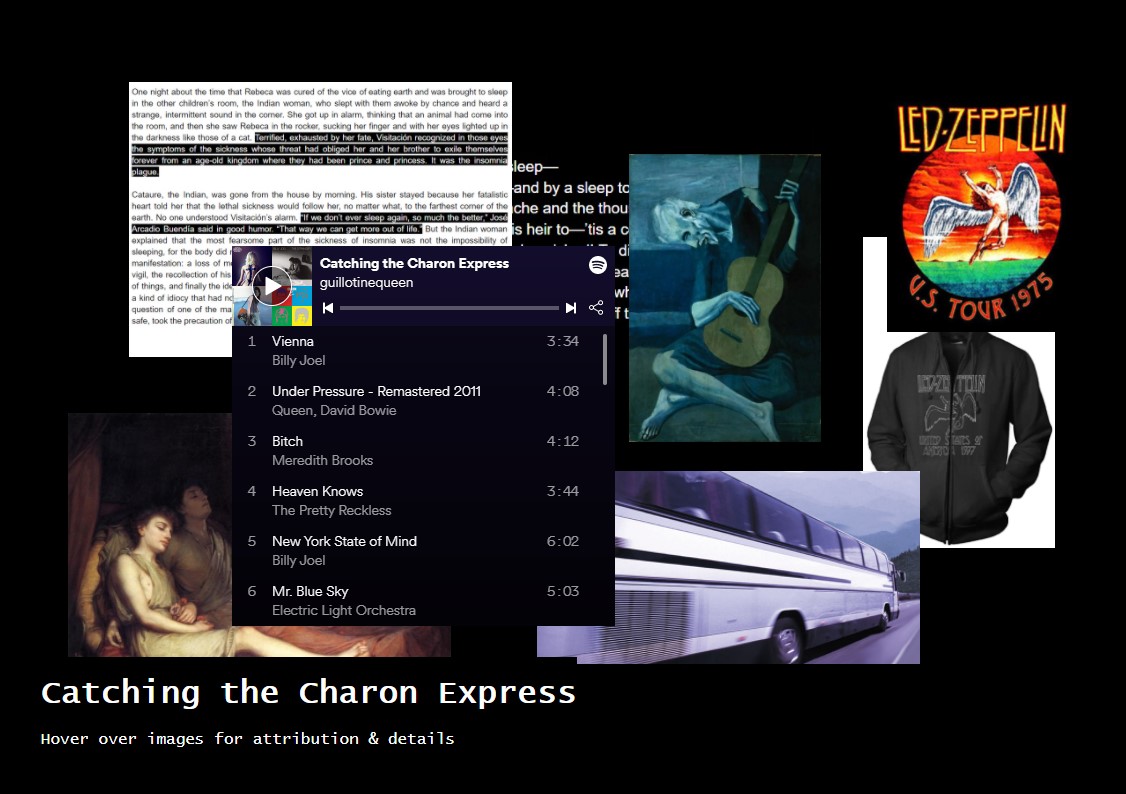 One night about the time that Rebeca was cured of the vice of eating earth and was brought to sleep
in the other children's room, the Indian woman, who slept with them awoke by chance and heard a
strange, intermittent sound in the corner. She got up in alarm, thinking that an animal had come into
the room, and then she saw Rebeca in the rocker, sucking her finger and with her eyes lighted up in
the darkness like those of a cat. Terrified, exhausted by her fate, Visitación recognized in those eyes
the symptoms of the sickness whose threat had obliged her and her brother to exile themselves
forever from an age-old kingdom where they had been prince and princess. It was the insomnia
plague.
Cataure, the Indian, was gone from the house by morning. His sister stayed because her fatalistic
heart told her that the lethal sickness would follow her, no matter what, to the farthest corner of the
earth. No one understood Visitación's alarm. "If we don't ever sleep again, so much the better," José
Arcadio Buendía said in good humor. "That way we can get more out of life." But the Indian woman
explained that the most fearsome part of the sickness of insomnia was not the impossibility of
sleeping, for the body did
manifestation: a loss of me
vigil, the recollection of his
of things, and finally the ide
a kind of idiocy that had no
question of one of the ma
safe, took the precaution of
sleep—
and by a sleep to
che and the thou
is heir to—'tis a c
Catching the Charon Express
guillotinequeen
1 Vienna 3:34
Billy Joel
2 Under Pressure - Remastered 2011 4:08
Queen, David Bowie
3 Bitch 4:12
Meredith Brooks
4 Heaven Knows 3:44
The Pretty Reckless
5 New York State of Mind 6:02
Billy Joel
6 Mr. Blue Sky 5:03
Electric Light Orchestra
LED-ZEPPELIN
U.S. TOUR 1975
LED-ZEPPELIN
UNITED STATES OF
AMERICA 1977
Catching the Charon Express
Hover over images for attribution & details